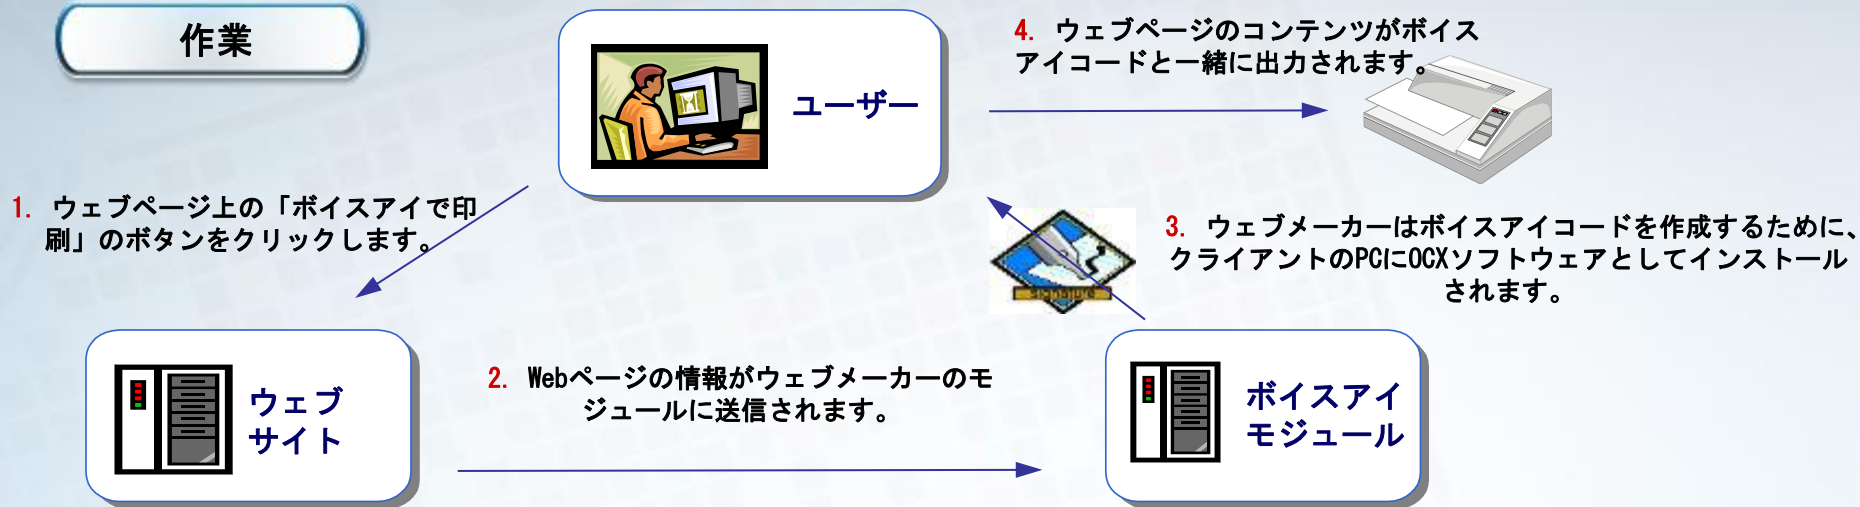 作業
ユーザー
4. ウェブページのコンテンツがボイス
アイコードと一緒に出力されます。
1. ウェブページ上の「ボイスアイで印
刷」のボタンをクリックします。
signature
3. ウェブメーカーはボイスアイコードを作成するために、
クライアントのPCにOCXソフトウェアとしてインストール
されます。
ウェブ
サイト
2. Webページの情報がウェブメーカーのモ
ジュールに送信されます。
ボイスアイ
モジュール